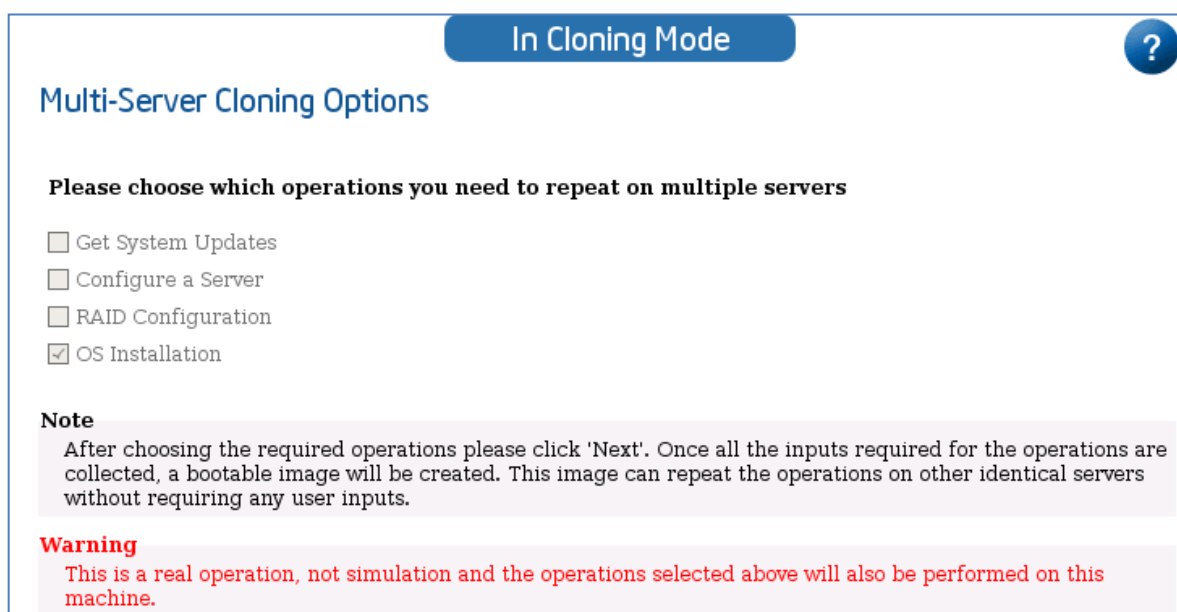 In Cloning Mode
?
Multi-Server Cloning Options
Please choose which operations you need to repeat on multiple servers
Get System Updates
Configure a Server
RAID Configuration
OS Installation
Note
After choosing the required operations please click 'Next'. Once all the inputs required for the operations are
collected, a bootable image will be created. This image can repeat the operations on other identical servers
without requiring any user inputs.
Warning
This is a real operation, not simulation and the operations selected above will also be performed on this
machine.